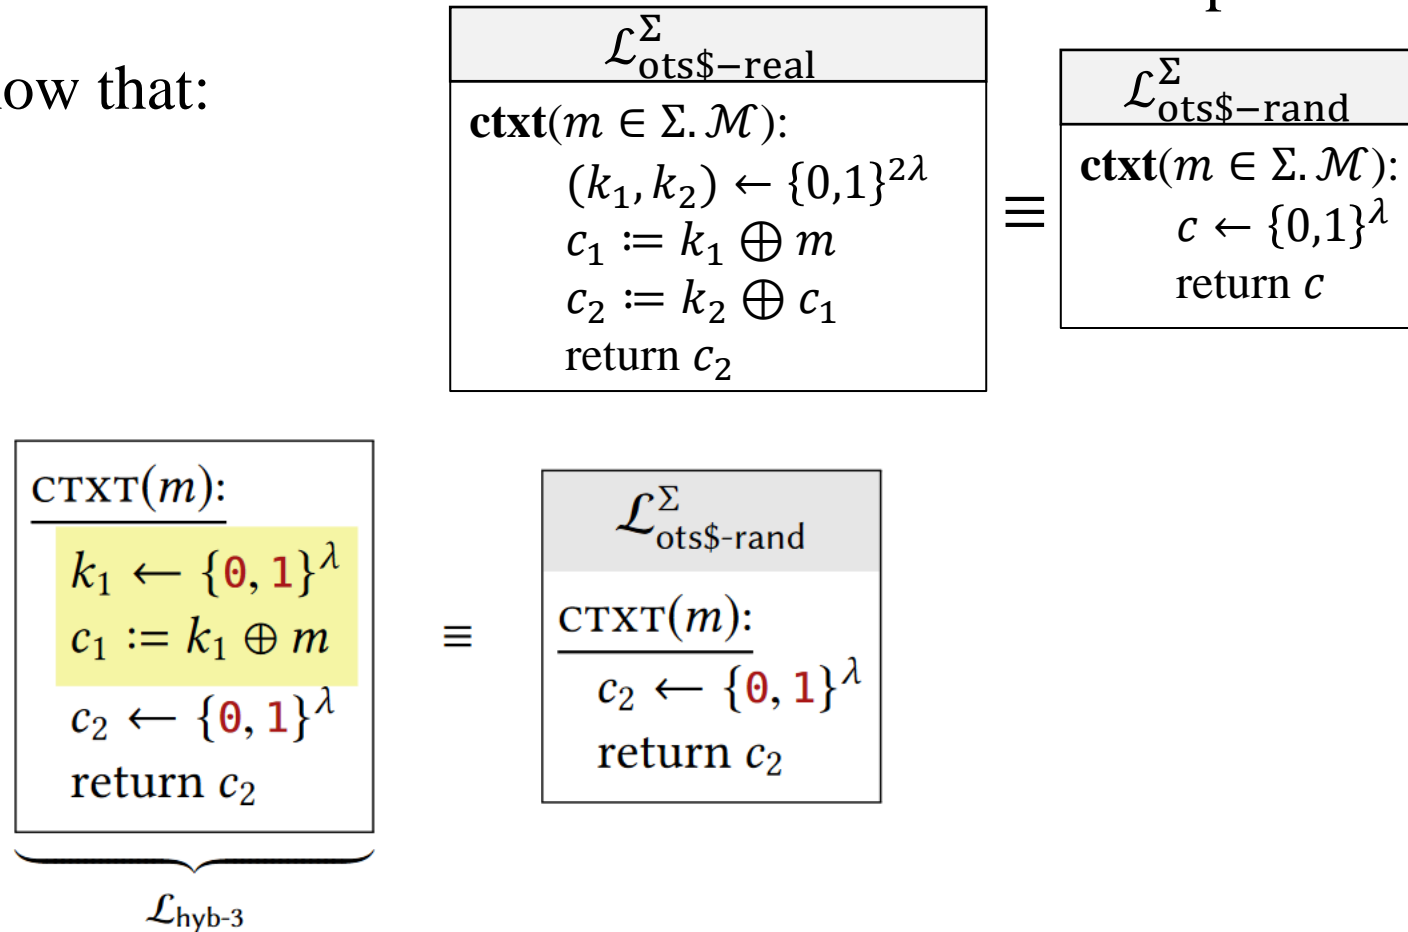 ow that:
ℒ^Σ_ots$−real
ctxt(m ∈ Σ.ℳ):
(k₁, k₂) ← {0,1}^2λ
c₁ ≔ k₁ ⊕ m
c₂ ≔ k₂ ⊕ c₁
return c₂
≡
ℒ^Σ_ots$−rand
ctxt(m ∈ Σ.ℳ):
c ← {0,1}^λ
return c
CTXT(m):
k₁ ← {0, 1}^λ
c₁ := k₁ ⊕ m
c₂ ← {0, 1}^λ
return c₂
ℒ_hyb-3
≡
ℒ^Σ_ots$-rand
CTXT(m):
c₂ ← {0, 1}^λ
return c₂